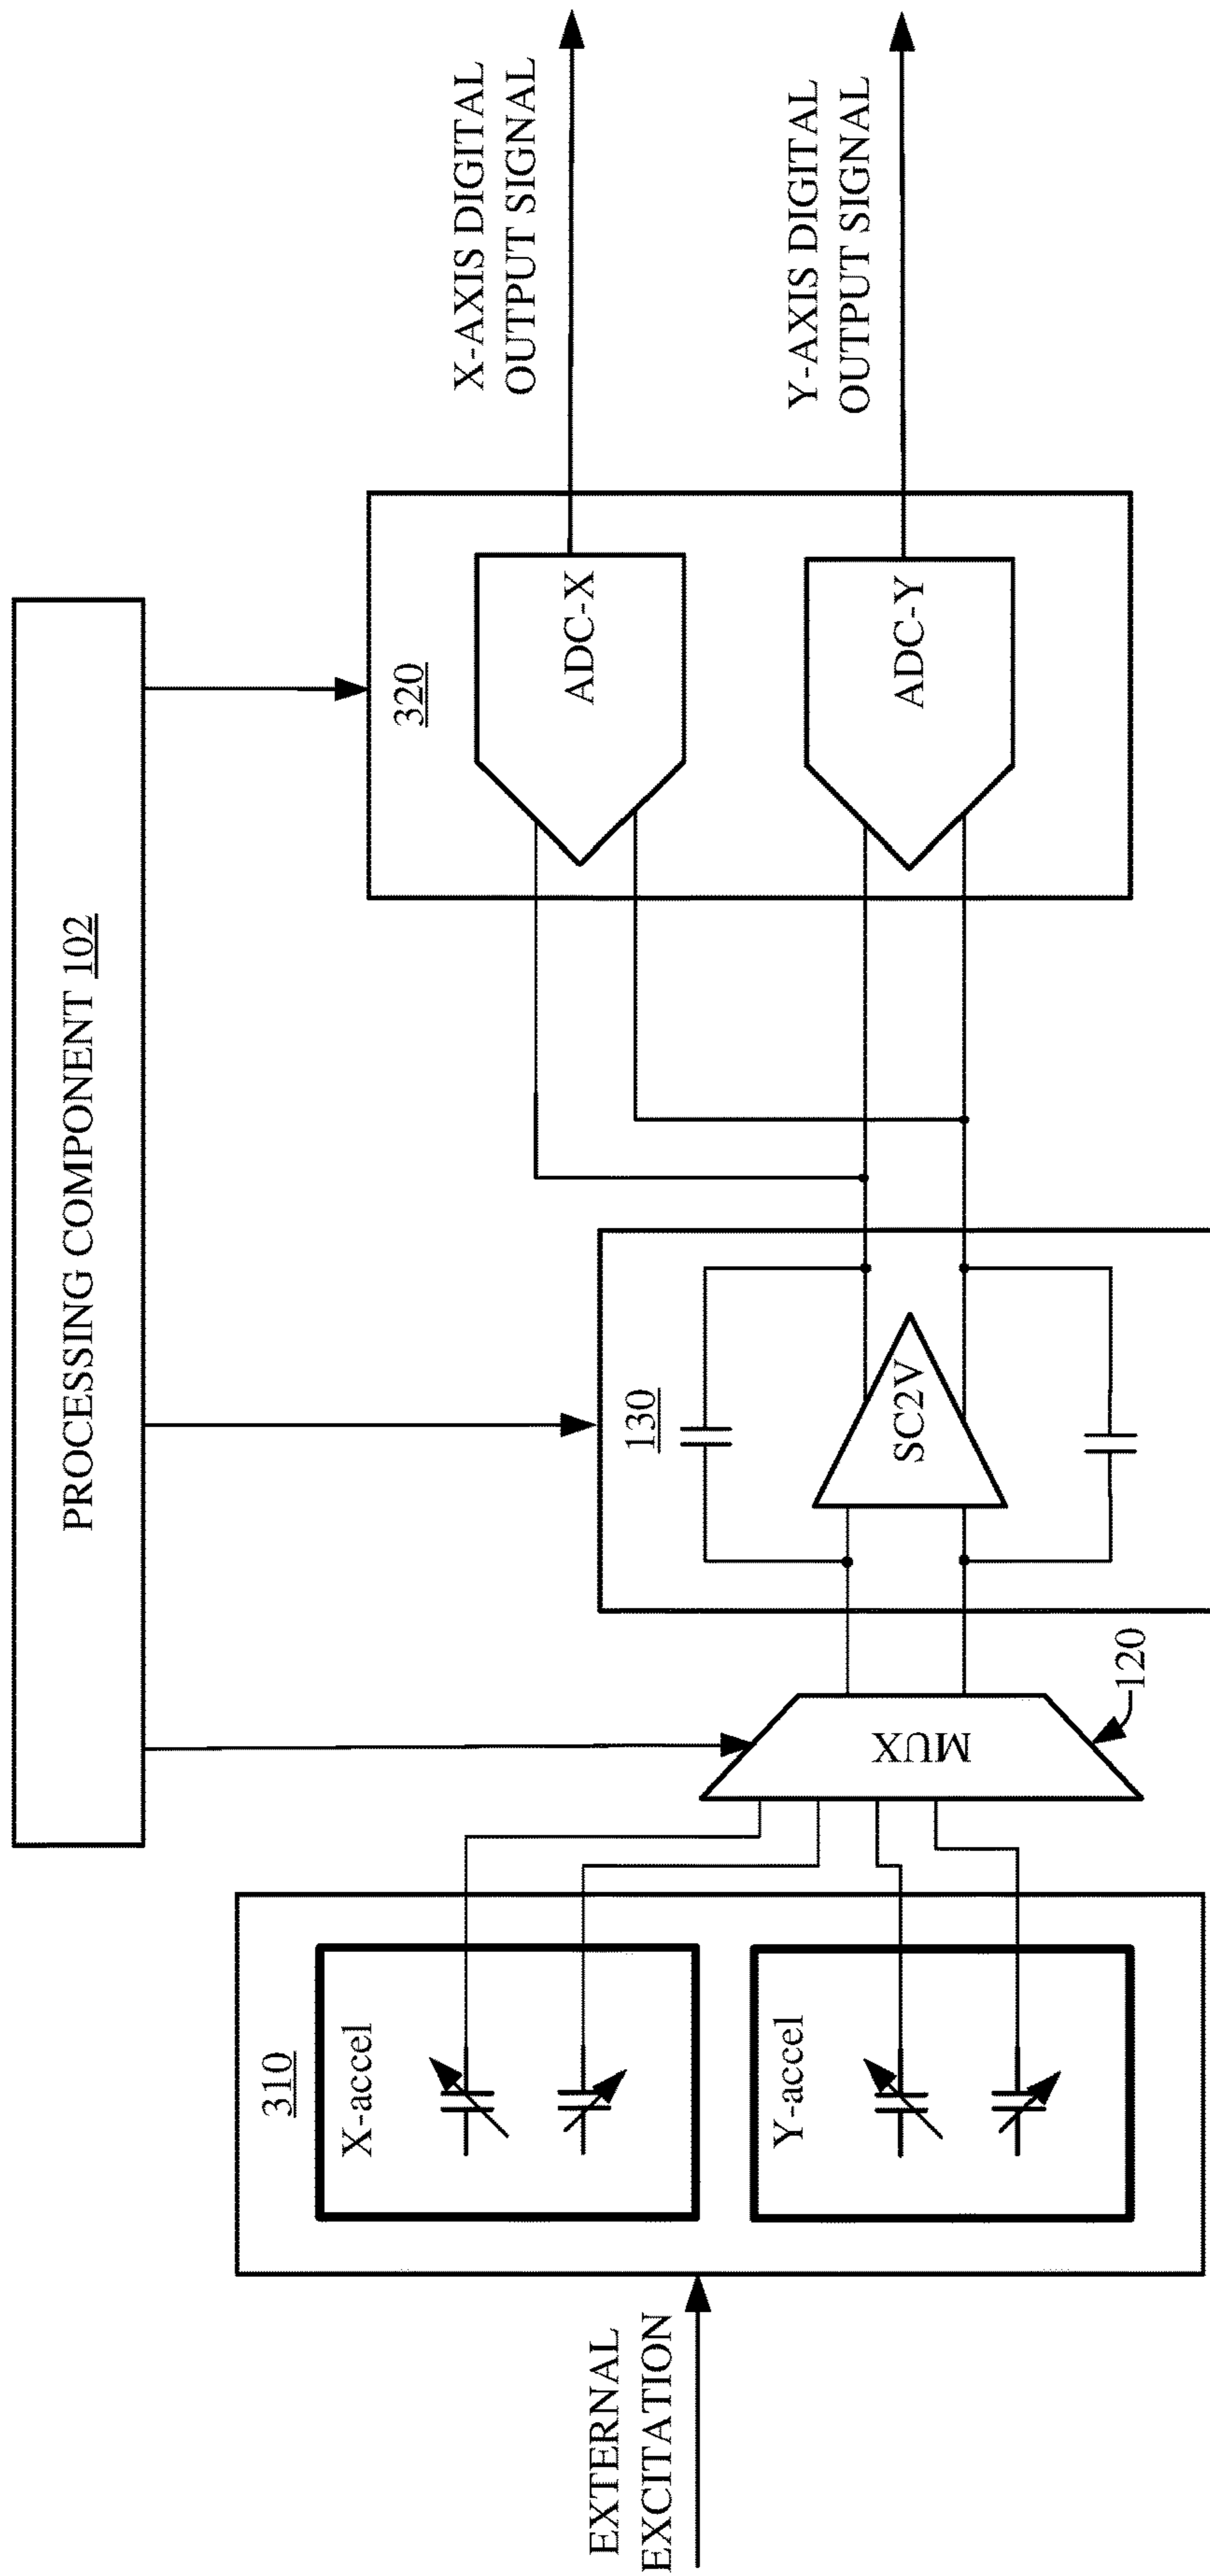 PROCESSING COMPONENT 102
EXTERNAL
EXCITATION
310
X-accel
Y-accel
MUX
120
130
SC2V
320
ADC-X
ADC-Y
X-AXIS DIGITAL
OUTPUT SIGNAL
Y-AXIS DIGITAL
OUTPUT SIGNAL